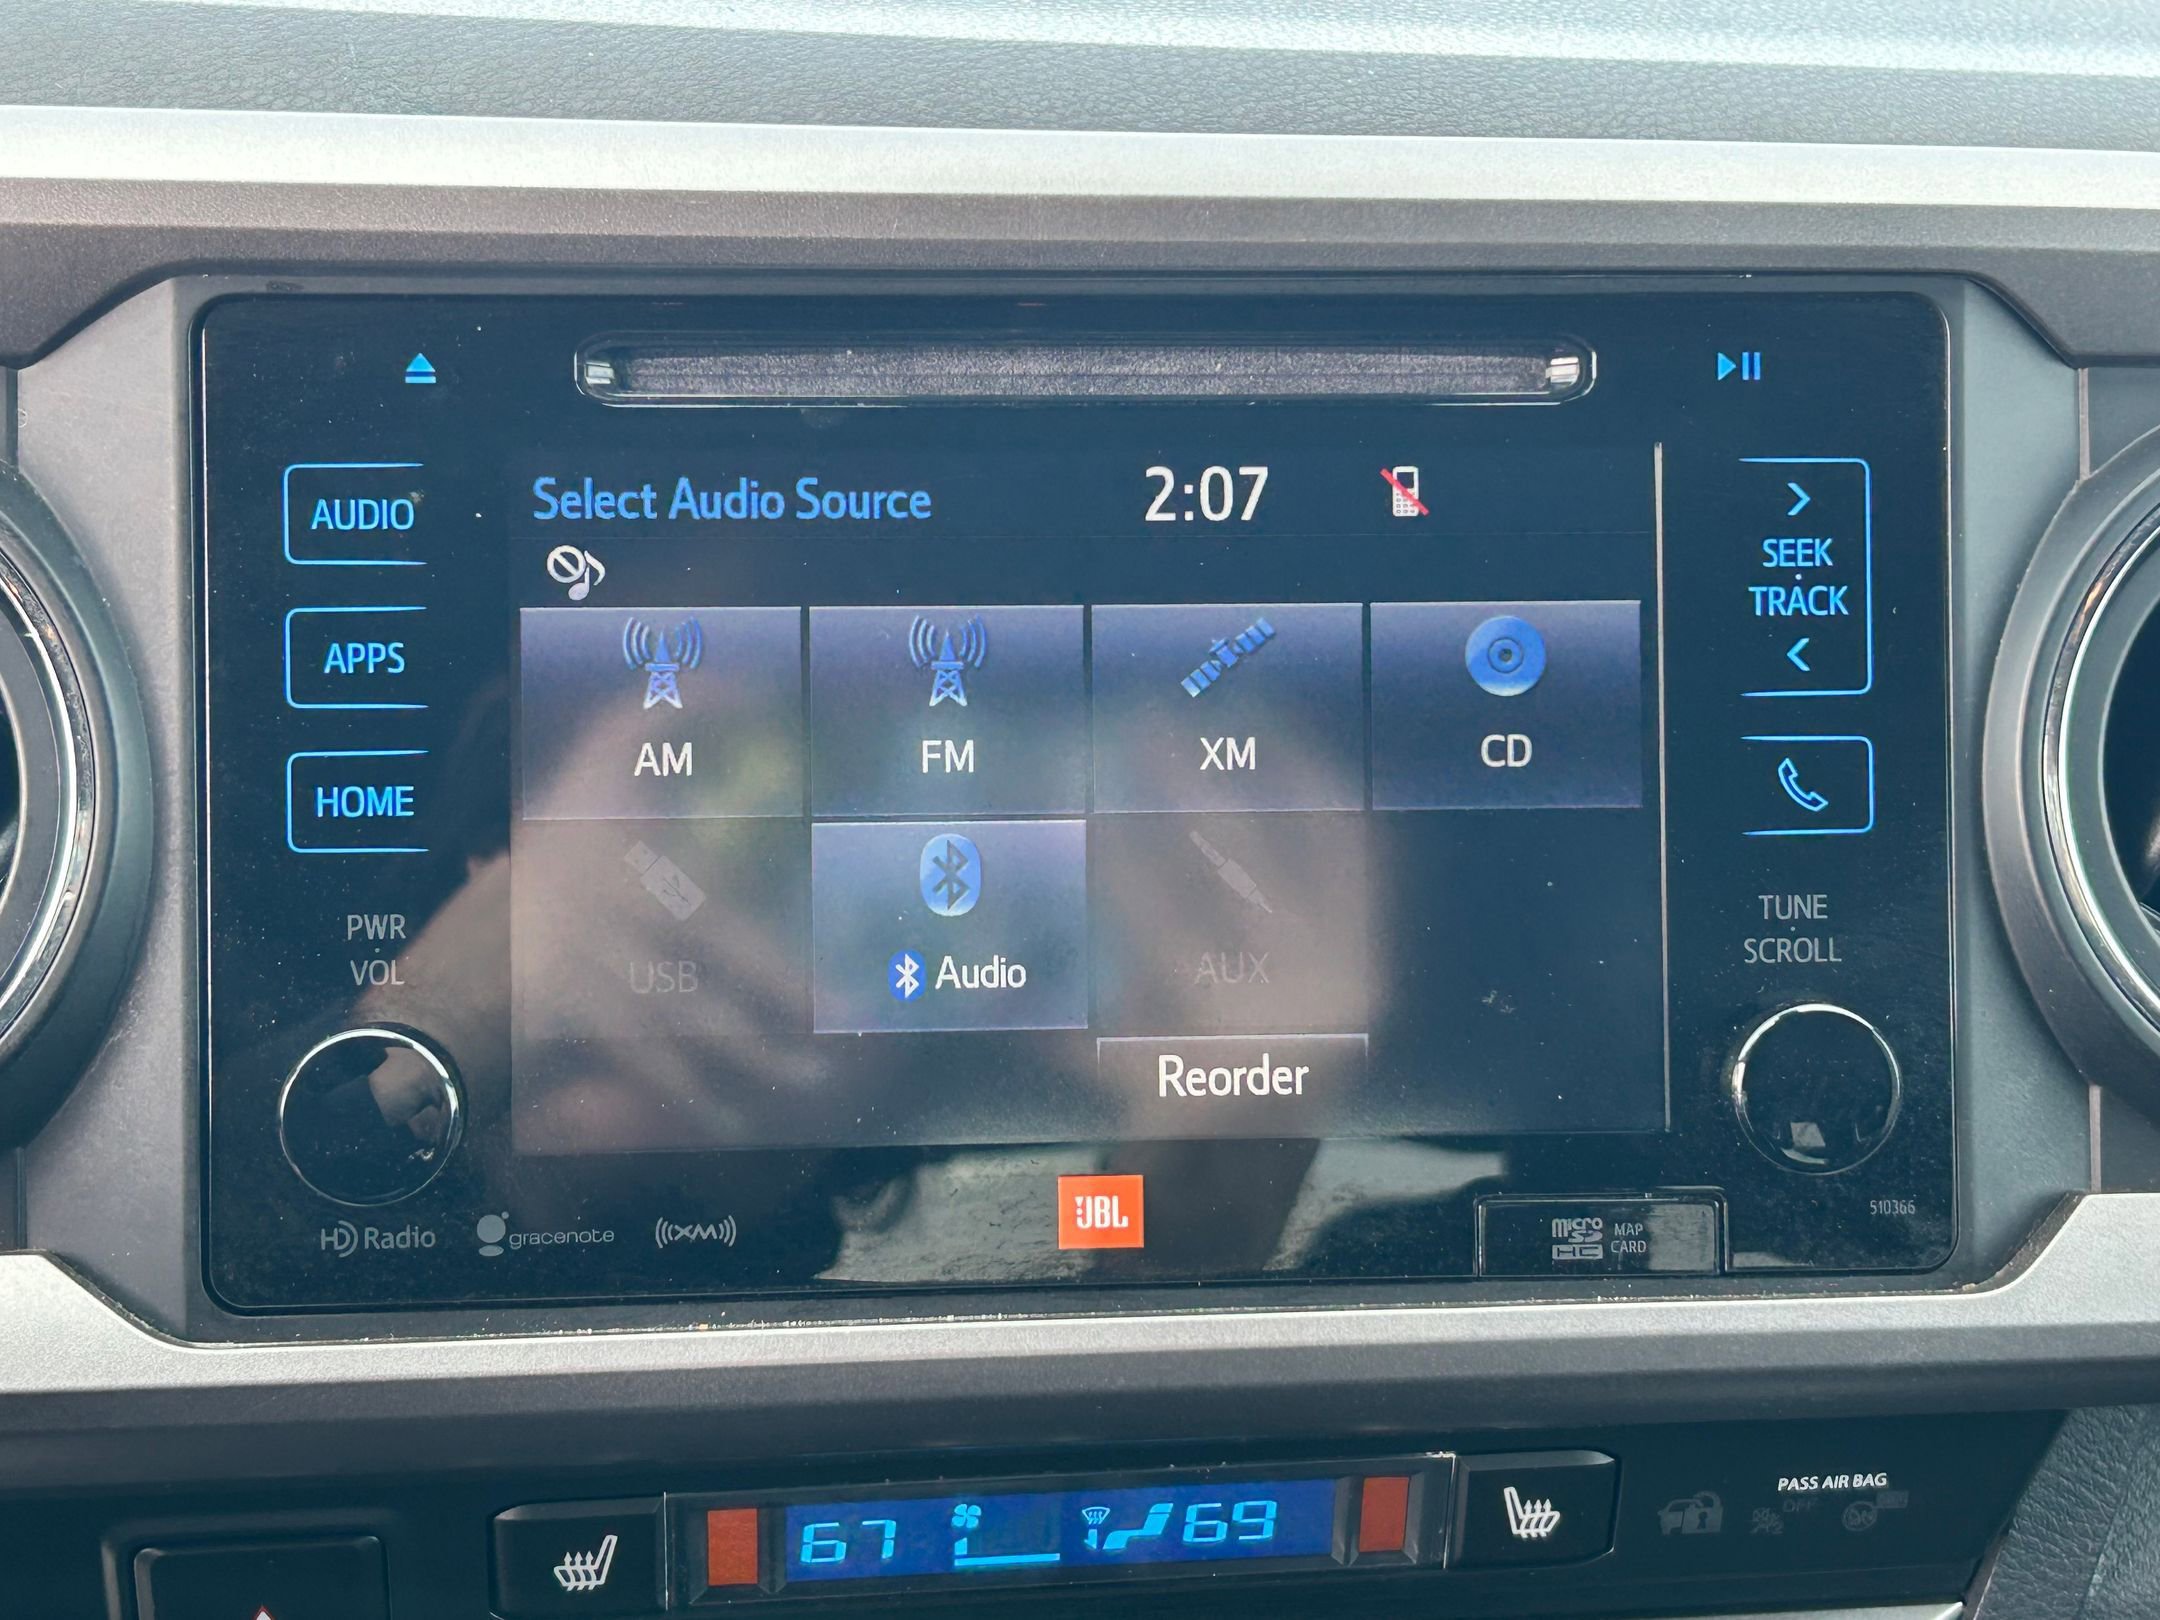 AUDIO
APPS
HOME
PWR
VOL
Select Audio Source
2:07
AM
FM
XM
CD
USB
Audio
AUX
Reorder
SEEK
TRACK
TUNE
SCROLL
HD Radio
gracenote
((XM))
JBL
micro SD HC
MAP
CARD
510366
67
69
PASS AIR BAG
OFF